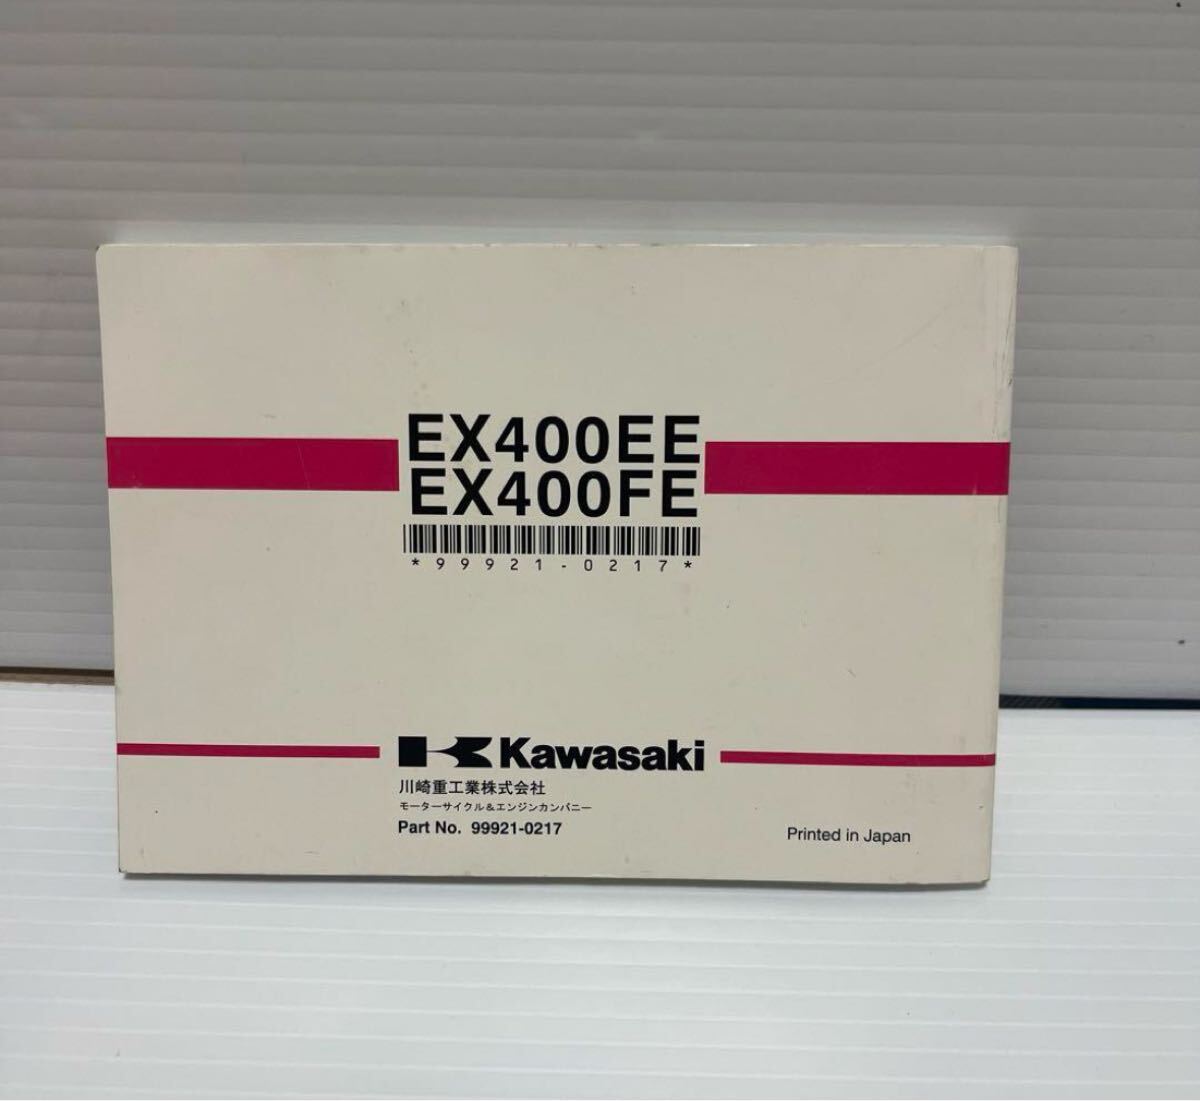 EX400EE
EX400FE
*99921-0217*
Kawasaki
川崎重工業株式会社
モーターサイクル&エンジンカンパニー
Part No. 99921-0217
Printed in Japan